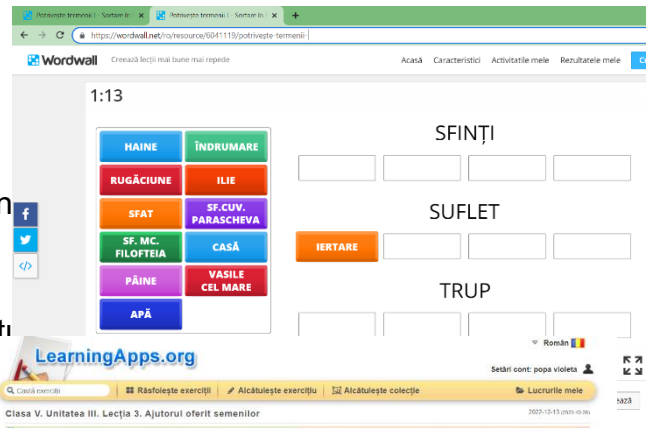 Potrivește termenii I - Sortare în
Potrivește termenii I - Sortare în
https://wordwall.net/ro/resource/6041119/potrivește-termenii-i
Wordwall Creează lecții mai bune mai repede Acasă Caracteristici Activitatile mele Rezultatele mele
1:13
HAINE ÎNDRUMARE
RUGĂCIUNE ILIE
SFAT SF.CUV. PARASCHEVA
SF. MC. FILOFTEIA CASĂ
PÂINE VASILE CEL MARE
APĂ
SFINȚI
SUFLET
IERTARE
TRUP
Român
LearningApps.org
Setări cont: popa violeta
Caută exerciții Răsfoiește exerciții Alcătuiește exercițiu Alcătuiește colecție Lucrurile mele
Clasa V. Unitatea III. Lecția 3. Ajutorul oferit semenilor 2022-12-13